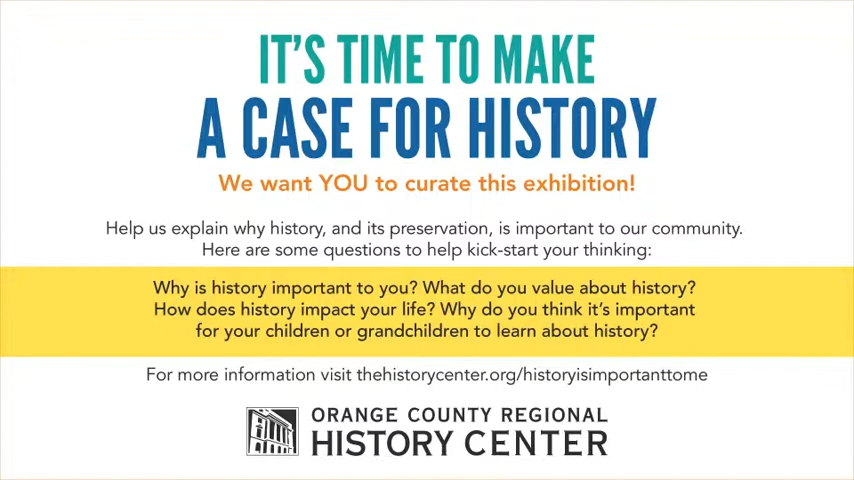 IT'S TIME TO MAKE
A CASE FOR HISTORY
We want YOU to curate this exhibition!
Help us explain why history, and its preservation, is important to our community.
Here are some questions to help kick-start your thinking:
Why is history important to you? What do you value about history?
How does history impact your life? Why do you think it's important
for your children or grandchildren to learn about history?
For more information visit thehistorycenter.org/historyisimportanttome
ORANGE COUNTY REGIONAL
HISTORY CENTER